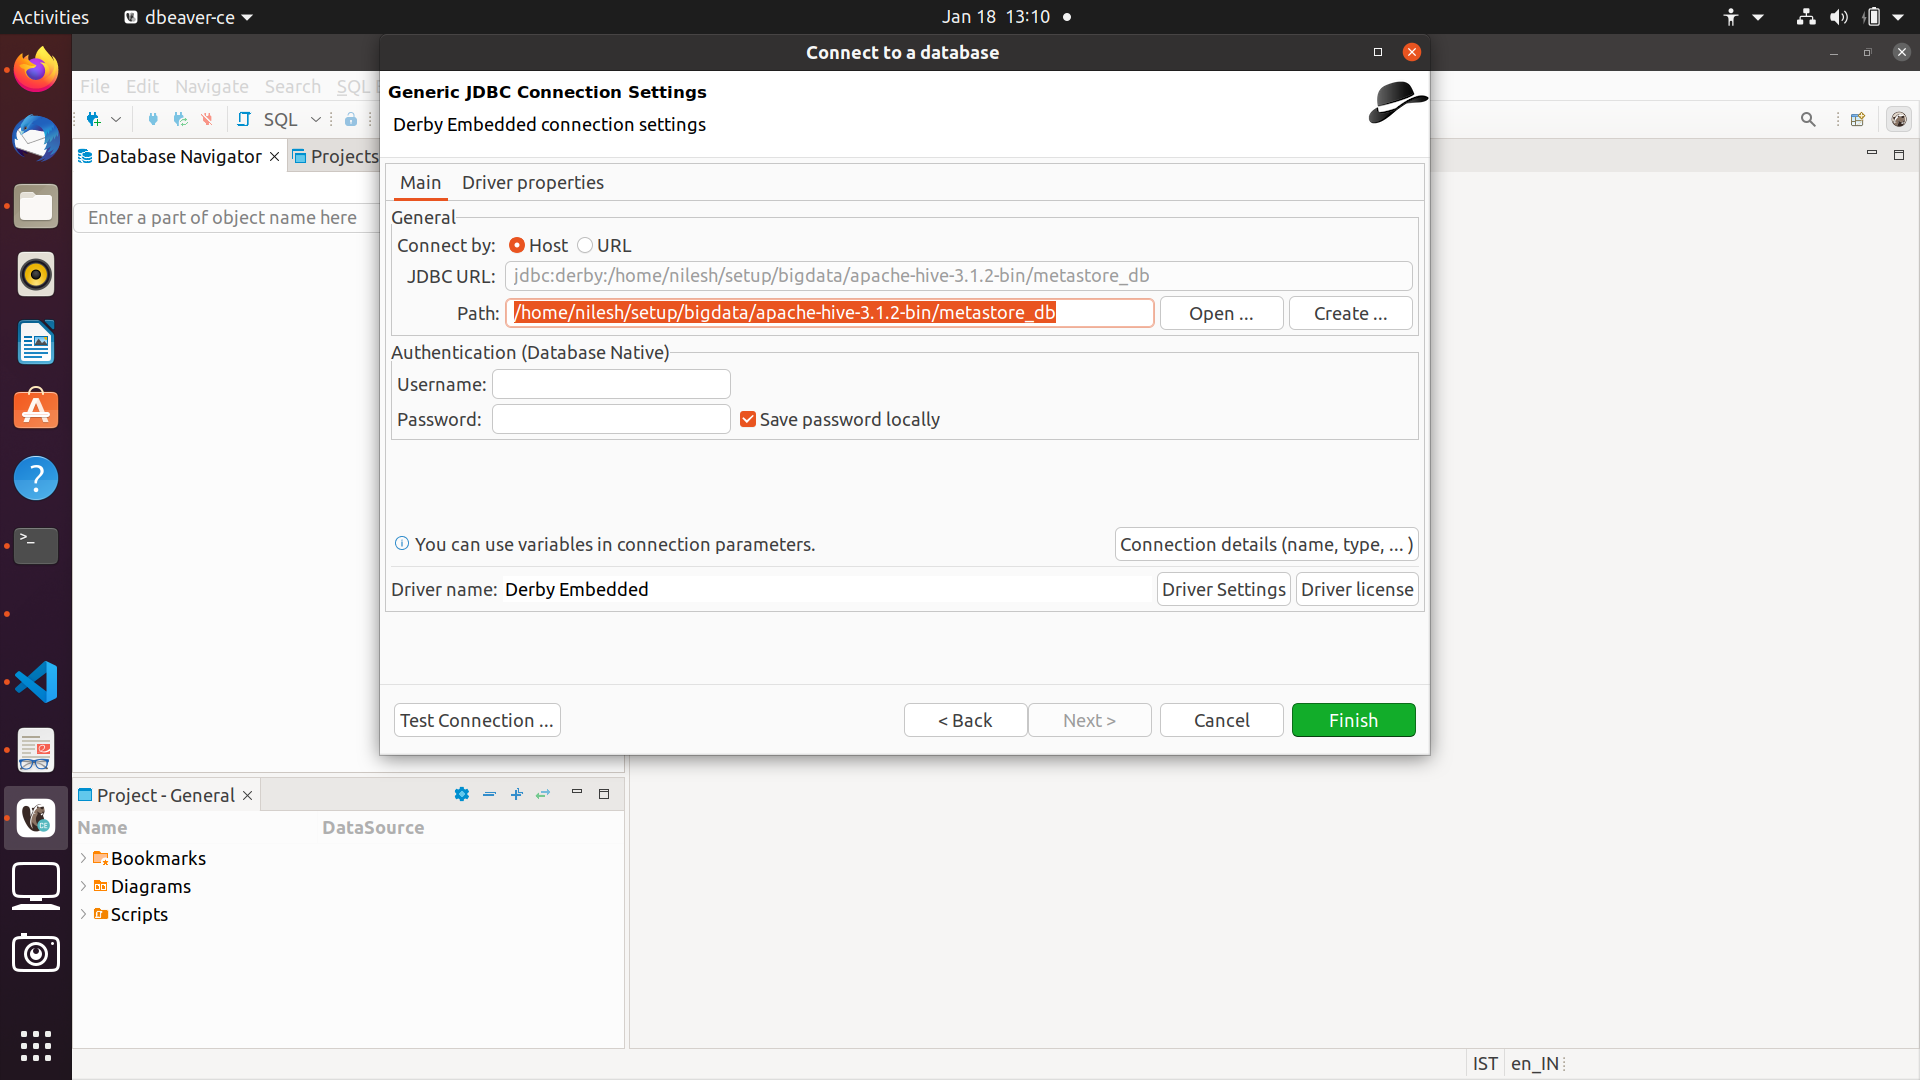 Activities dbeaver-ce Jan 18 13:10
Connect to a database
File Edit Navigate Search SQL
Generic JDBC Connection Settings
Derby Embedded connection settings
SQL
Database Navigator Projects
Enter a part of object name here
Main Driver properties
General
Connect by: Host URL
JDBC URL: jdbc:derby:/home/nilesh/setup/bigdata/apache-hive-3.1.2-bin/metastore_db
Path: /home/nilesh/setup/bigdata/apache-hive-3.1.2-bin/metastore_db Open ... Create ...
Authentication (Database Native)
Username:
Password: Save password locally
You can use variables in connection parameters. Connection details (name, type, ... )
Driver name: Derby Embedded Driver Settings Driver license
Test Connection ... < Back Next > Cancel Finish
Project - General
Name DataSource
Bookmarks
Diagrams
Scripts
IST en_IN